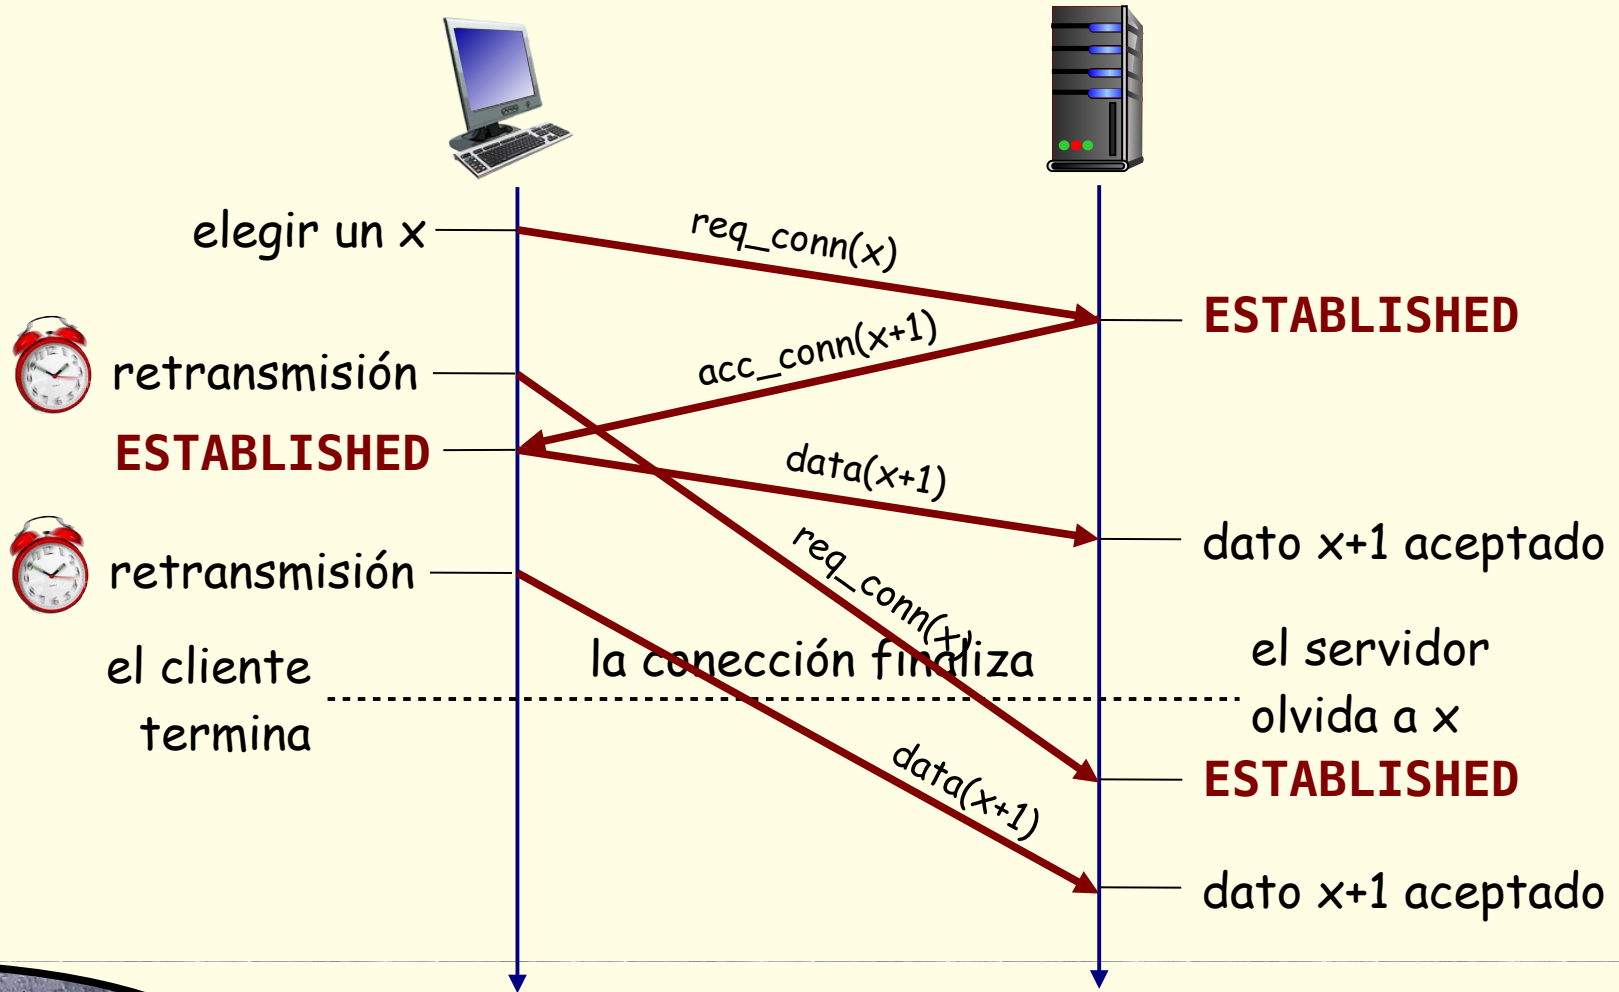 elegir un x
req_conn(x)
ESTABLISHED
acc_conn(x+1)
retransmisión
ESTABLISHED
data(x+1)
dato x+1 aceptado
req_conn(x)
retransmisión
la conección finaliza
el cliente
termina
el servidor
olvida a x
ESTABLISHED
data(x+1)
dato x+1 aceptado